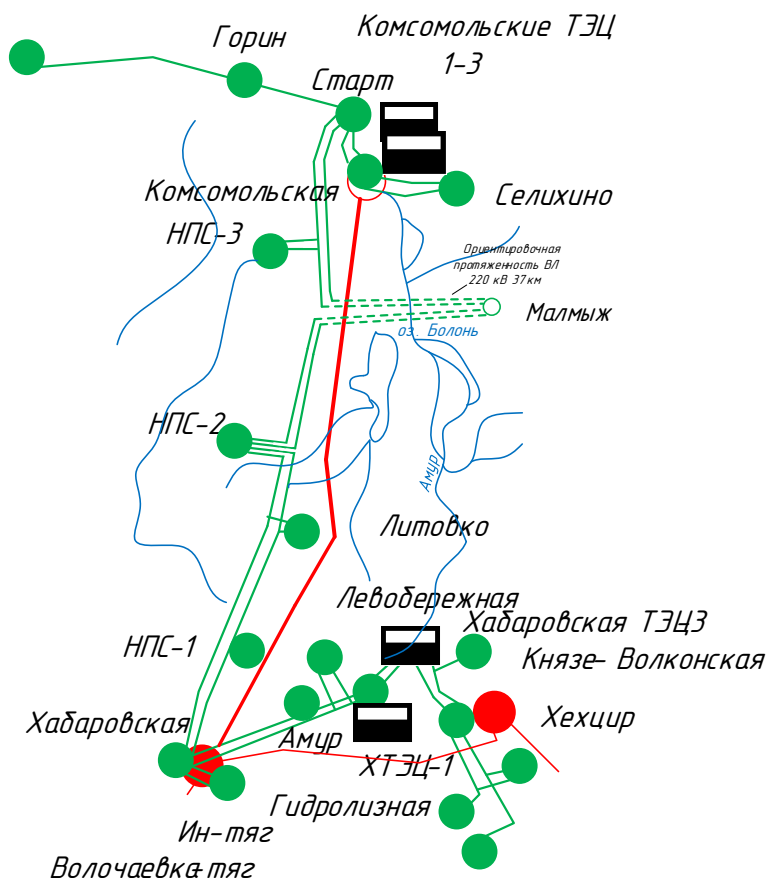 Комсомольские ТЭЦ
1-3
Горин
Старт
Комсомольская
Селихино
НПС-3
Ориентировочная
протяженность ВЛ
220 кВ 37км
Малмыж
оз. Болонь
НПС-2
Амур
Литовко
Левобережная
Хабаровская ТЭЦ3
НПС-1
Князе- Волконская
Хабаровская
Хехцир
Амур
ХТЭЦ-1
Гидролизная
Ин-тяг
Волочаевка-тяг